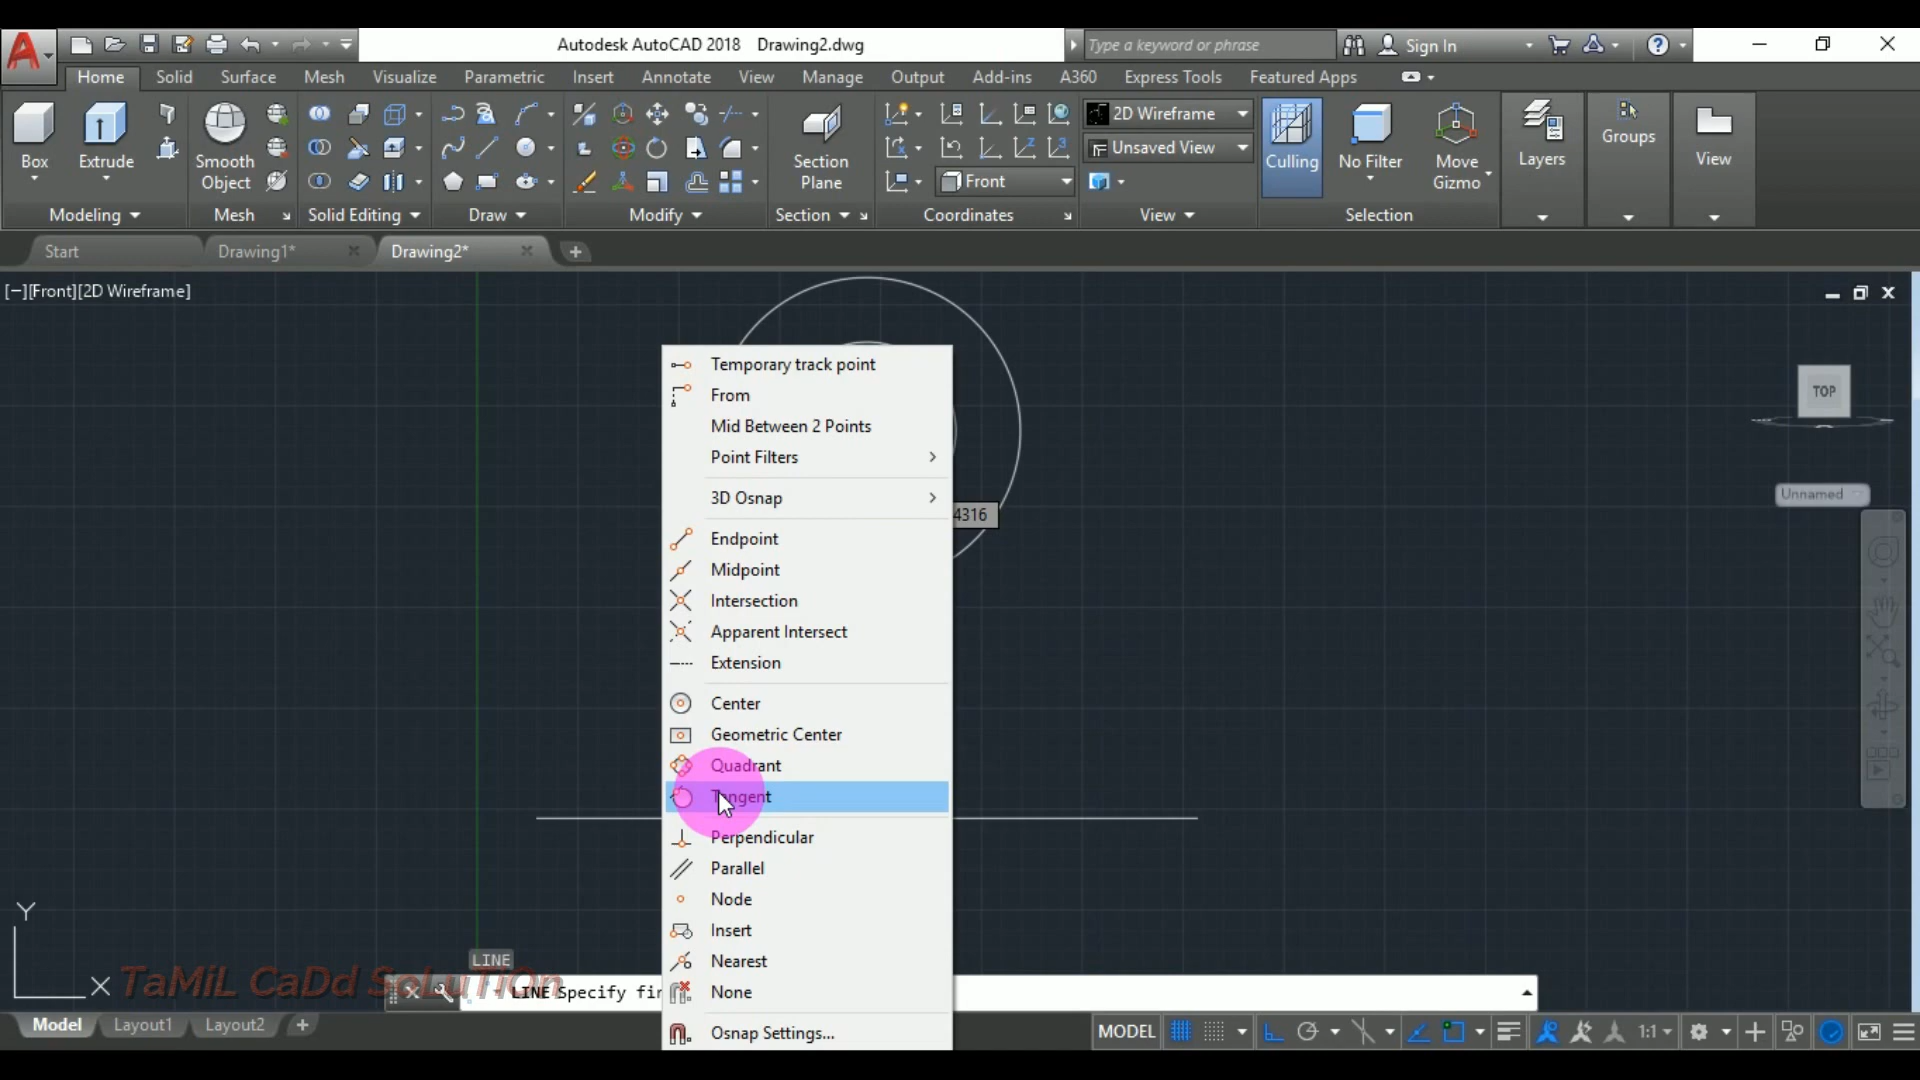 Autodesk AutoCAD 2018 Drawing2.dwg
Type a keyword or phrase
Sign In
Home Solid Surface Mesh Visualize Parametric Insert Annotate View Manage Output Add-ins A360 Express Tools Featured Apps
Box
Extrude
Smooth
Object
Section
Plane
Front
2D Wireframe
Unsaved View
Culling
No Filter
Move
Gizmo
Layers
Groups
View
Modeling Mesh Solid Editing Draw Modify Section Coordinates View Selection
Start Drawing1* Drawing2*
[−][Front][2D Wireframe]
TOP
Unnamed
4316
Temporary track point
From
Mid Between 2 Points
Point Filters
3D Osnap
Endpoint
Midpoint
Intersection
Apparent Intersect
Extension
Center
Geometric Center
Quadrant
Tangent
Perpendicular
Parallel
Node
Insert
Nearest
None
Osnap Settings...
Y
X
TaMiL CaDd SoLuTiOn
LINE
LINE Specify fir
Model Layout1 Layout2
MODEL
1:1